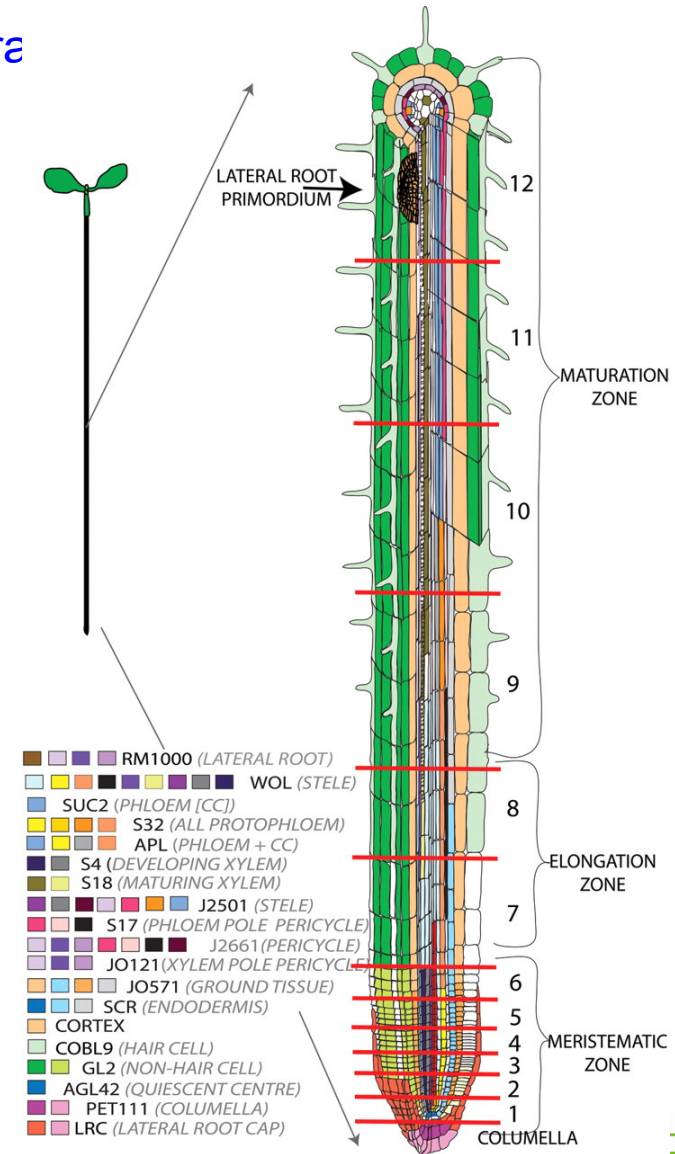 LATERAL ROOT
PRIMORDIUM
12
11
MATURATION
ZONE
10
9
8
ELONGATION
ZONE
7
6
5
4
MERISTEMATIC
ZONE
3
2
1
COLUMELLA
RM1000 (LATERAL ROOT)
WOL (STELE)
SUC2 (PHLOEM [CC])
S32 (ALL PROTOPHLOEM)
APL (PHLOEM + CC)
S4 (DEVELOPING XYLEM)
S18 (MATURING XYLEM)
J2501 (STELE)
S17 (PHLOEM POLE PERICYCLE)
J2661(PERICYCLE)
JO121(XYLEM POLE PERICYCLE)
JO571 (GROUND TISSUE)
SCR (ENDODERMIS)
CORTEX
COBL9 (HAIR CELL)
GL2 (NON-HAIR CELL)
AGL42 (QUIESCENT CENTRE)
PET111 (COLUMELLA)
LRC (LATERAL ROOT CAP)